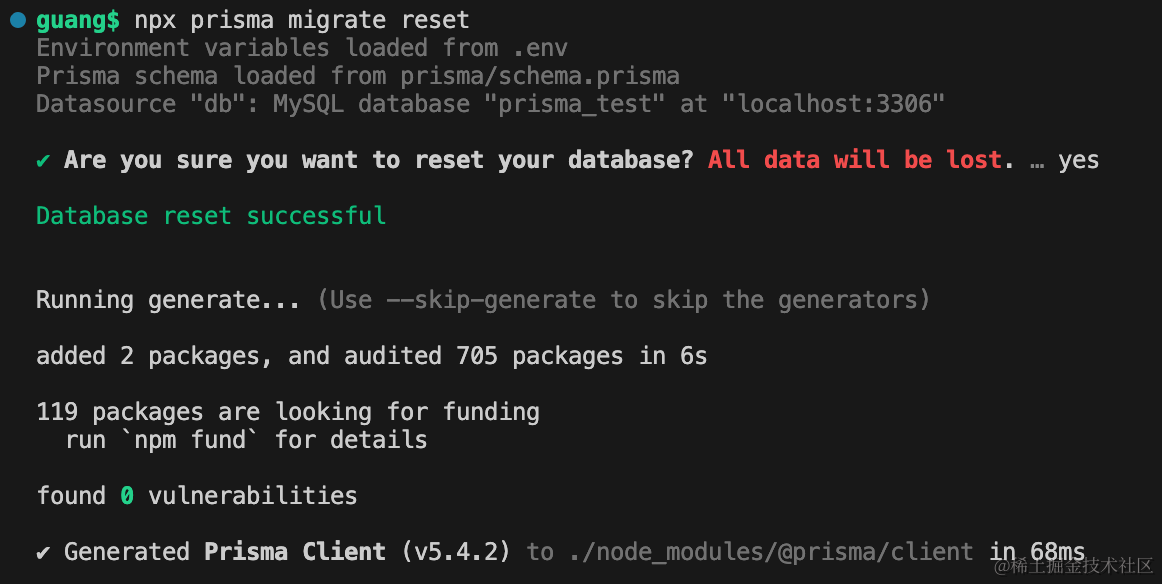 guang$ npx prisma migrate reset
Environment variables loaded from .env
Prisma schema loaded from prisma/schema.prisma
Datasource "db": MySQL database "prisma_test" at "localhost:3306"
✔ Are you sure you want to reset your database? All data will be lost. … yes
Database reset successful
Running generate... (Use --skip-generate to skip the generators)
added 2 packages, and audited 705 packages in 6s
119 packages are looking for funding
  run `npm fund` for details
found 0 vulnerabilities
✔ Generated Prisma Client (v5.4.2) to ./node_modules/@prisma/client in 68ms
@稀土掘金技术社区